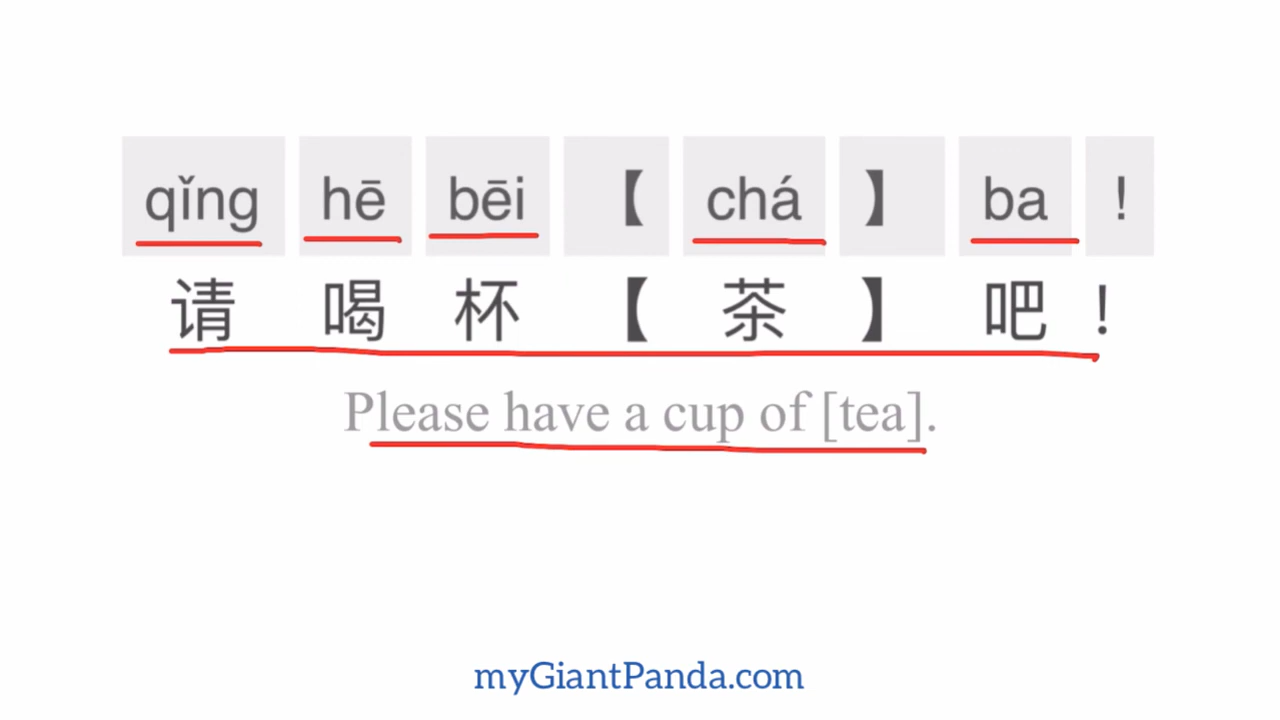 qǐng hē bēi 【 chá 】 ba !
请 喝 杯 【 茶 】 吧 !
Please have a cup of [tea].
myGiantPanda.com